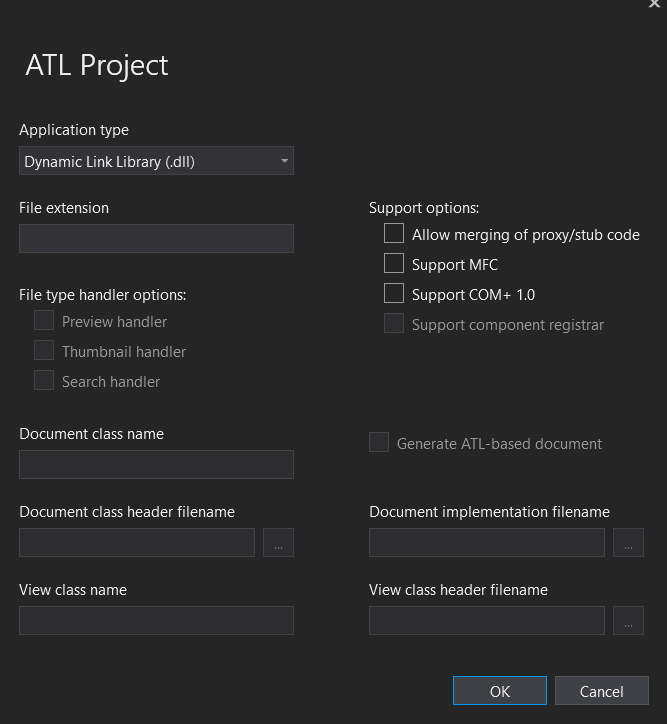 ATL Project
Application type
Dynamic Link Library (.dll)
File extension
Support options:
Allow merging of proxy/stub code
Support MFC
Support COM+ 1.0
Support component registrar
File type handler options:
Preview handler
Thumbnail handler
Search handler
Document class name
Generate ATL-based document
Document class header filename
Document implementation filename
...
...
View class name
View class header filename
...
OK
Cancel